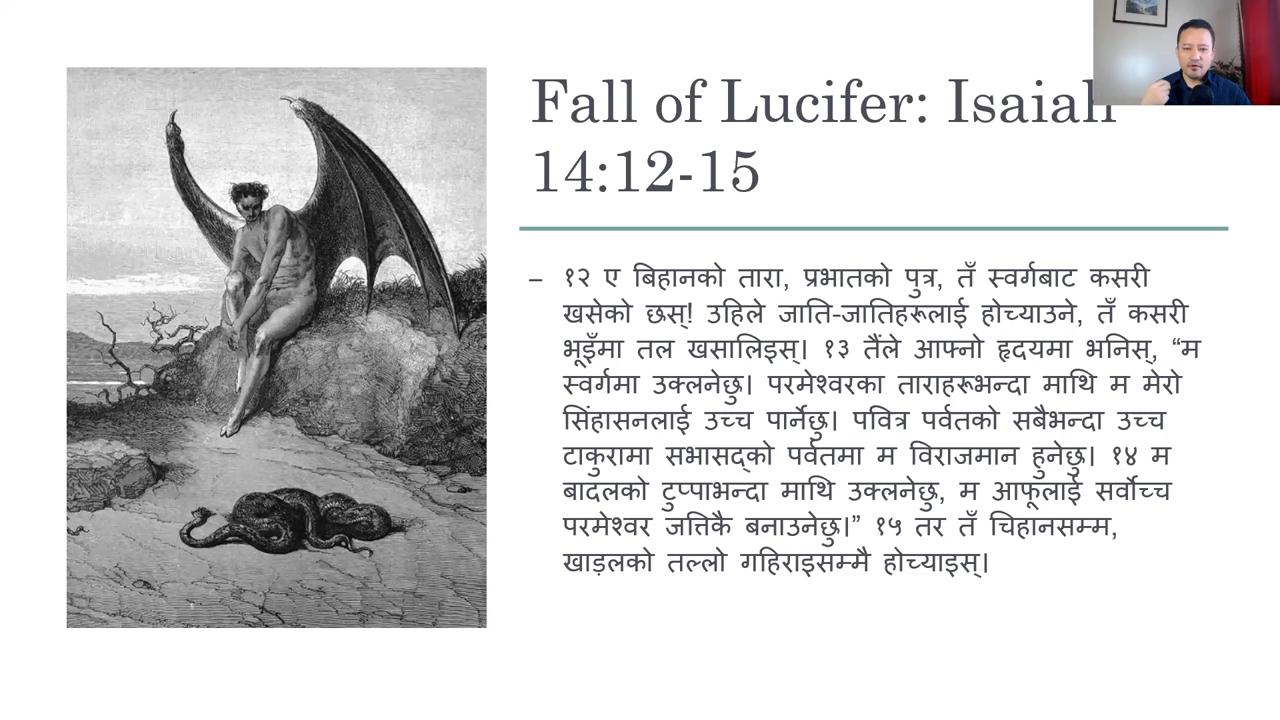 Fall of Lucifer: Isaiah
14:12-15
– १२ ए बिहानको तारा, प्रभातको पुत्र, तँ स्वर्गबाट कसरी
खसेको छस्! उहिले जाति-जातिहरूलाई होच्याउने, तँ कसरी
भूइँमा तल खसालिइस्। १३ तैंले आफ्नो हृदयमा भनिस्, “म
स्वर्गमा उक्लनेछु। परमेश्वरका ताराहरूभन्दा माथि म मेरो
सिंहासनलाई उच्च पार्नेछु। पवित्र पर्वतको सबैभन्दा उच्च
टाकुरामा सभासद्को पर्वतमा म विराजमान हुनेछु। १४ म
बादलको टुप्पाभन्दा माथि उक्लनेछु, म आफूलाई सर्वोच्च
परमेश्वर जत्तिकै बनाउनेछु।” १५ तर तँ चिहानसम्म,
खाड़लको तल्लो गहिराइसम्मै होच्याइस्।